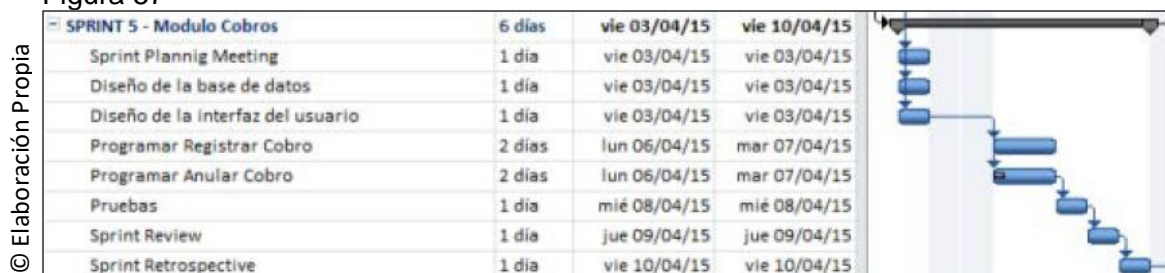 SPRINT 5 - Modulo Cobros 6 días vie 03/04/15 vie 10/04/15
Sprint Plannig Meeting 1 día vie 03/04/15 vie 03/04/15
Diseño de la base de datos 1 día vie 03/04/15 vie 03/04/15
Diseño de la interfaz del usuario 1 día vie 03/04/15 vie 03/04/15
Programar Registrar Cobro 2 días lun 06/04/15 mar 07/04/15
Programar Anular Cobro 2 días lun 06/04/15 mar 07/04/15
Pruebas 1 día mié 08/04/15 mié 08/04/15
Sprint Review 1 día jue 09/04/15 jue 09/04/15
Sprint Retrospective 1 día vie 10/04/15 vie 10/04/15
© Elaboración Propia